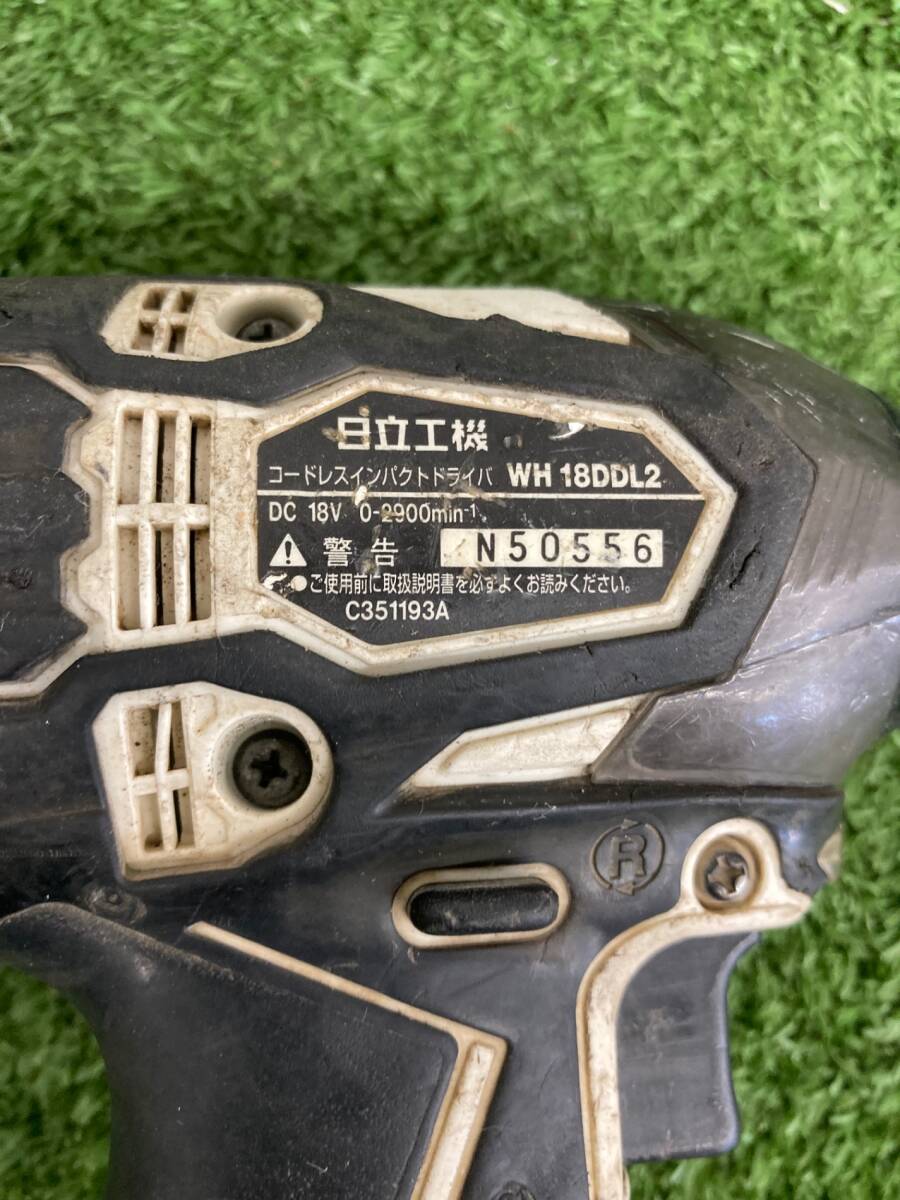 日立工機
コードレスインパクトドライバ WH 18DDL2
DC 18V 0-2900min⁻¹
警告 N50556
●ご使用前に取扱説明書を必ずよくお読みください。
C351193A
R